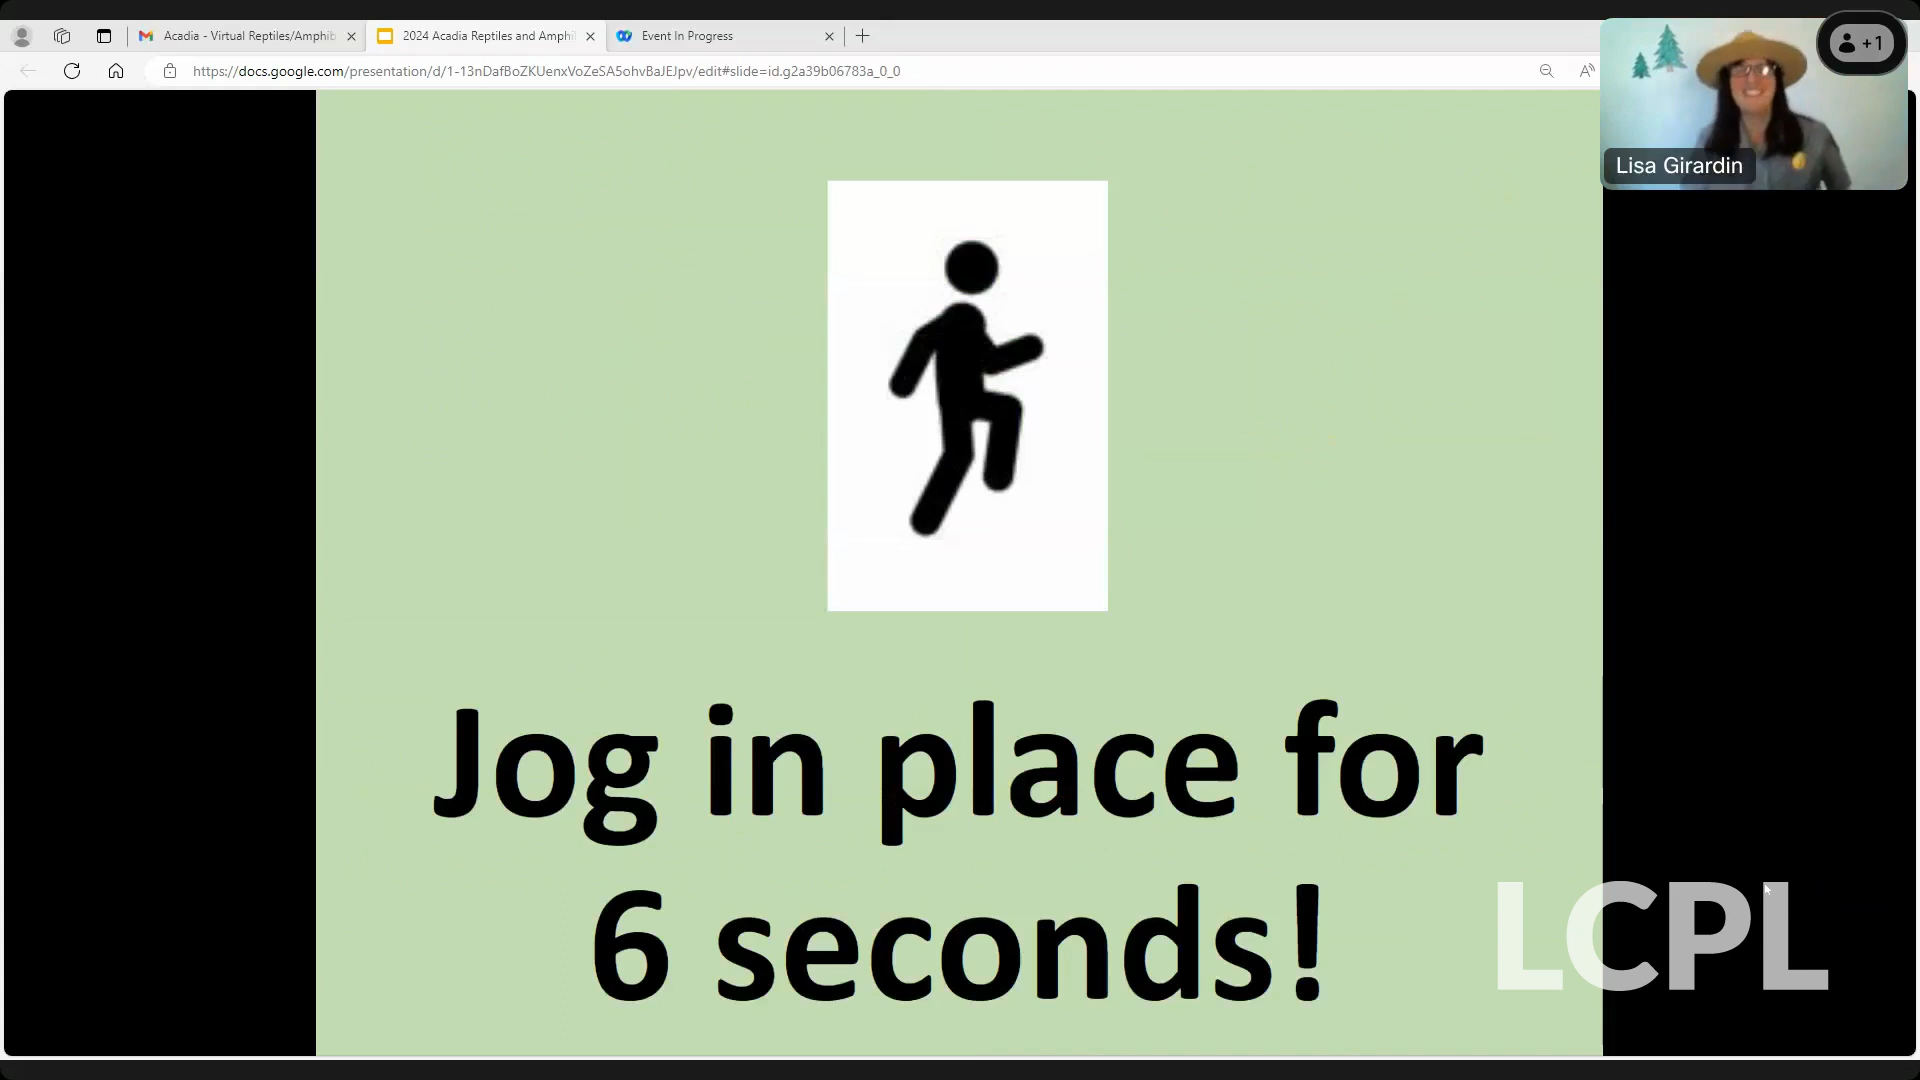 Acadia - Virtual Reptiles/Amphib
2024 Acadia Reptiles and Amphi
Event In Progress
https://docs.google.com/presentation/d/1-13nDafBoZKUenxVoZeSA5ohvBaJEJpv/edit#slide=id.g2a39b06783a_0_0
A
+1
Lisa Girardin
Jog in place for
6 seconds!
LCPL